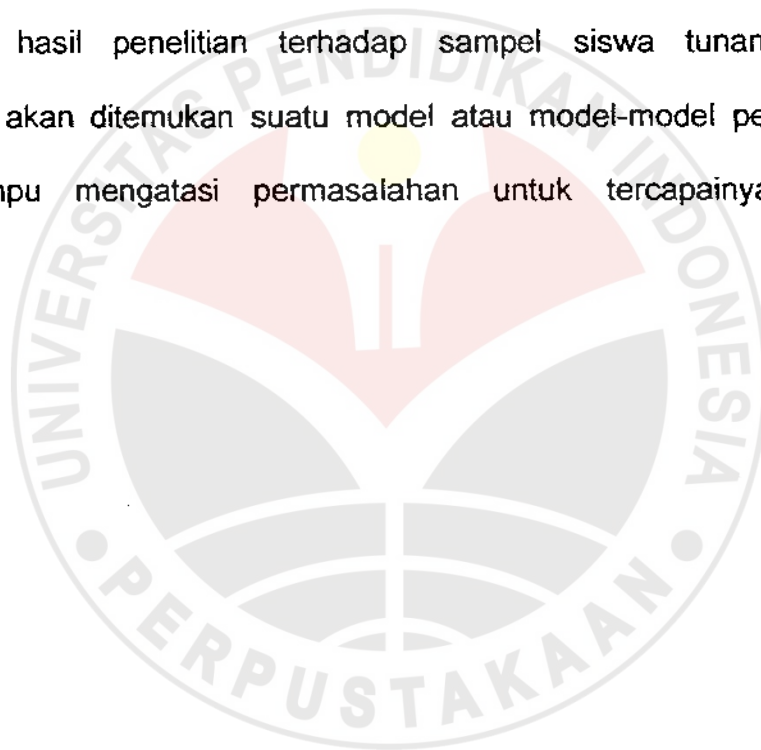 hasil penelitian terhadap sampel siswa tunan
akan ditemukan suatu model atau model-model pe
npu mengatasi permasalahan untuk tercapainya
UNIVERSITAS PENDIDIKAN INDONESIA
PERPUSTAKAAN